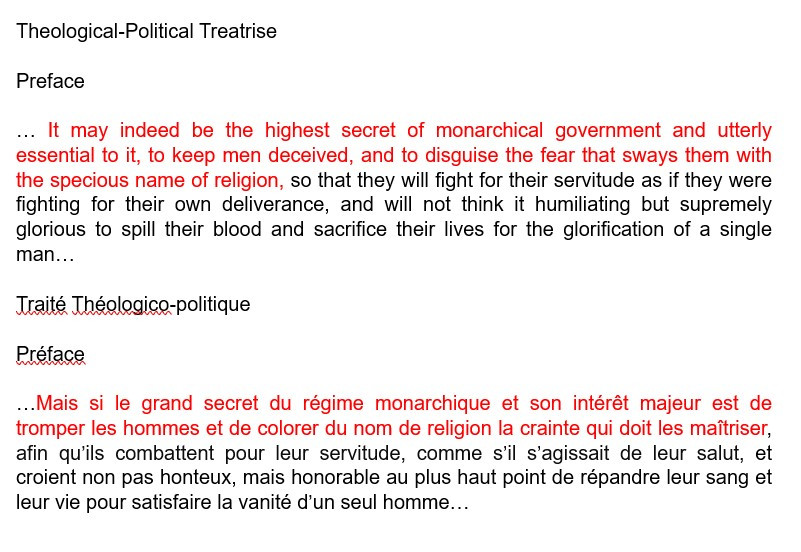 Theological-Political Treatrise
Preface
… It may indeed be the highest secret of monarchical government and utterly
essential to it, to keep men deceived, and to disguise the fear that sways them with
the specious name of religion, so that they will fight for their servitude as if they were
fighting for their own deliverance, and will not think it humiliating but supremely
glorious to spill their blood and sacrifice their lives for the glorification of a single
man…
Traité Théologico-politique
Préface
…Mais si le grand secret du régime monarchique et son intérêt majeur est de
tromper les hommes et de colorer du nom de religion la crainte qui doit les maîtriser,
afin qu’ils combattent pour leur servitude, comme s’il s’agissait de leur salut, et
croient non pas honteux, mais honorable au plus haut point de répandre leur sang et
leur vie pour satisfaire la vanité d’un seul homme…